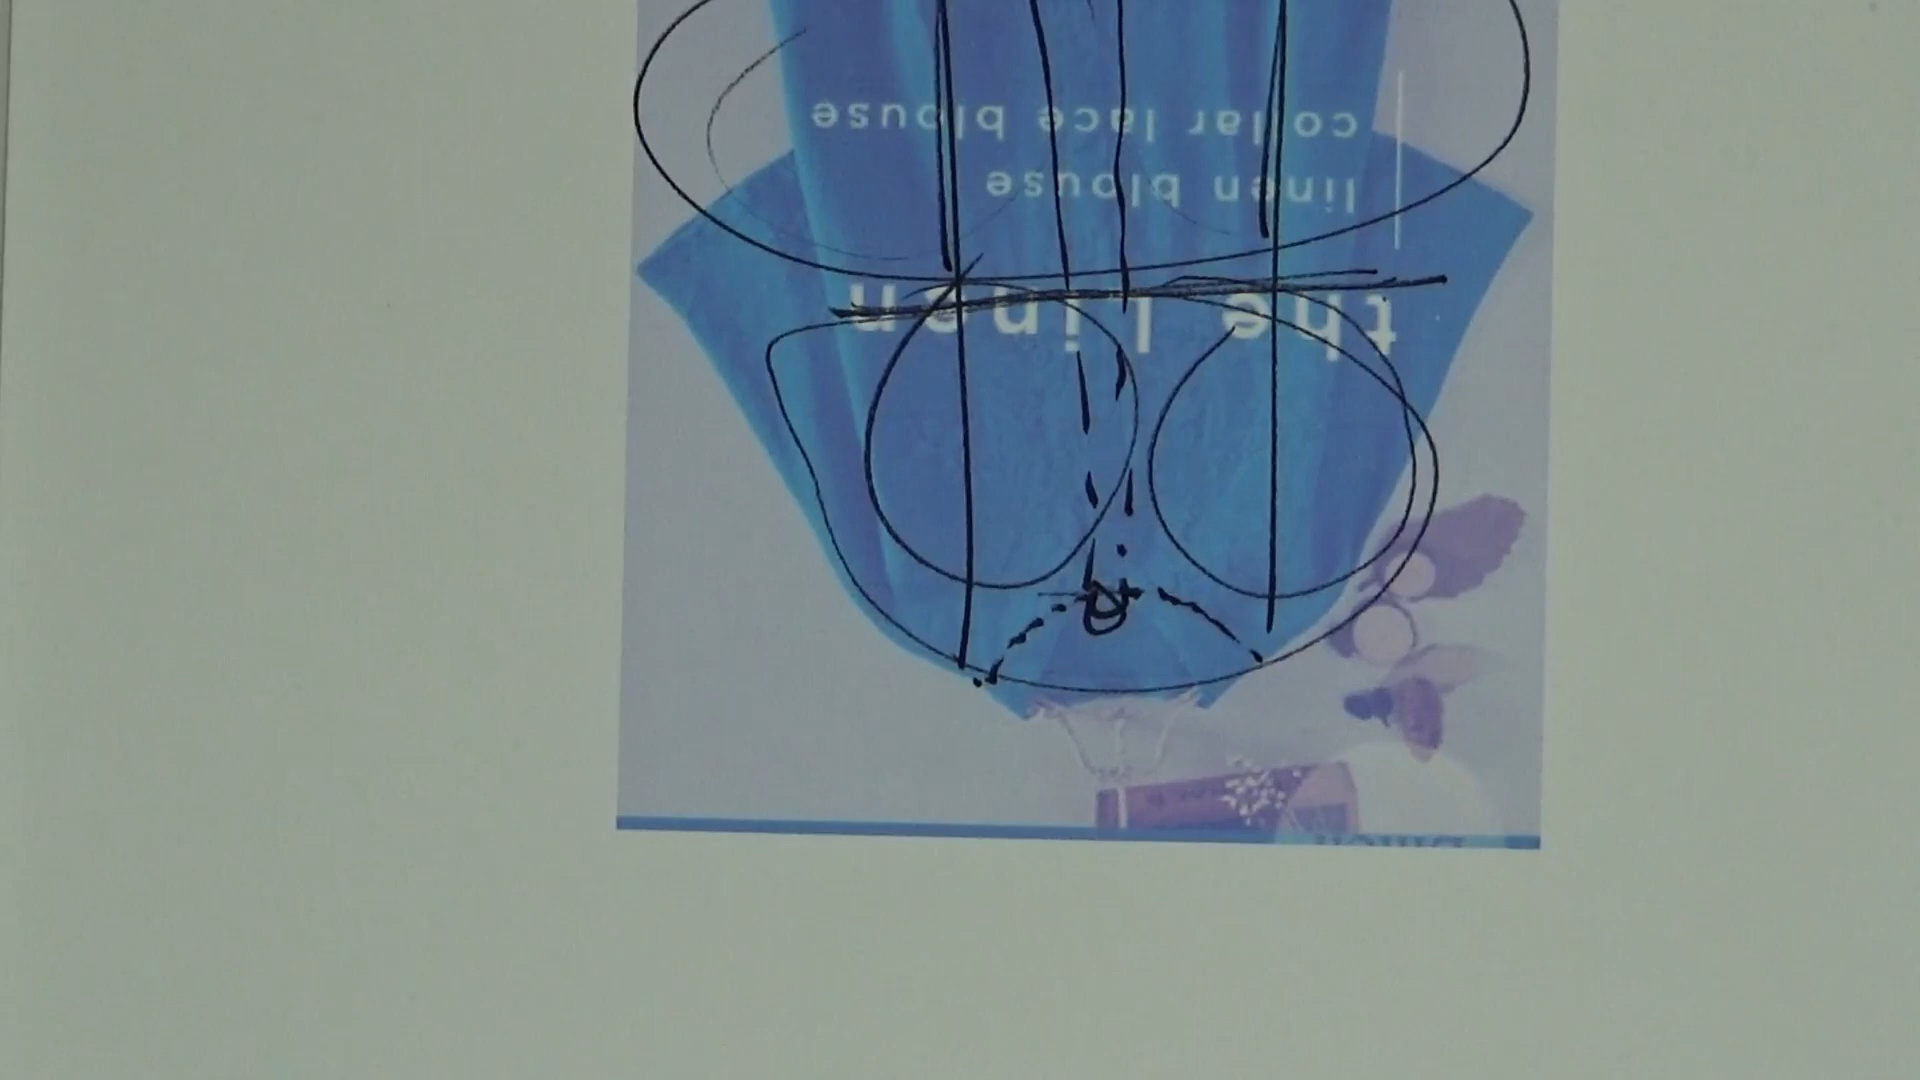 the Linen
linen blouse
collar lace blouse